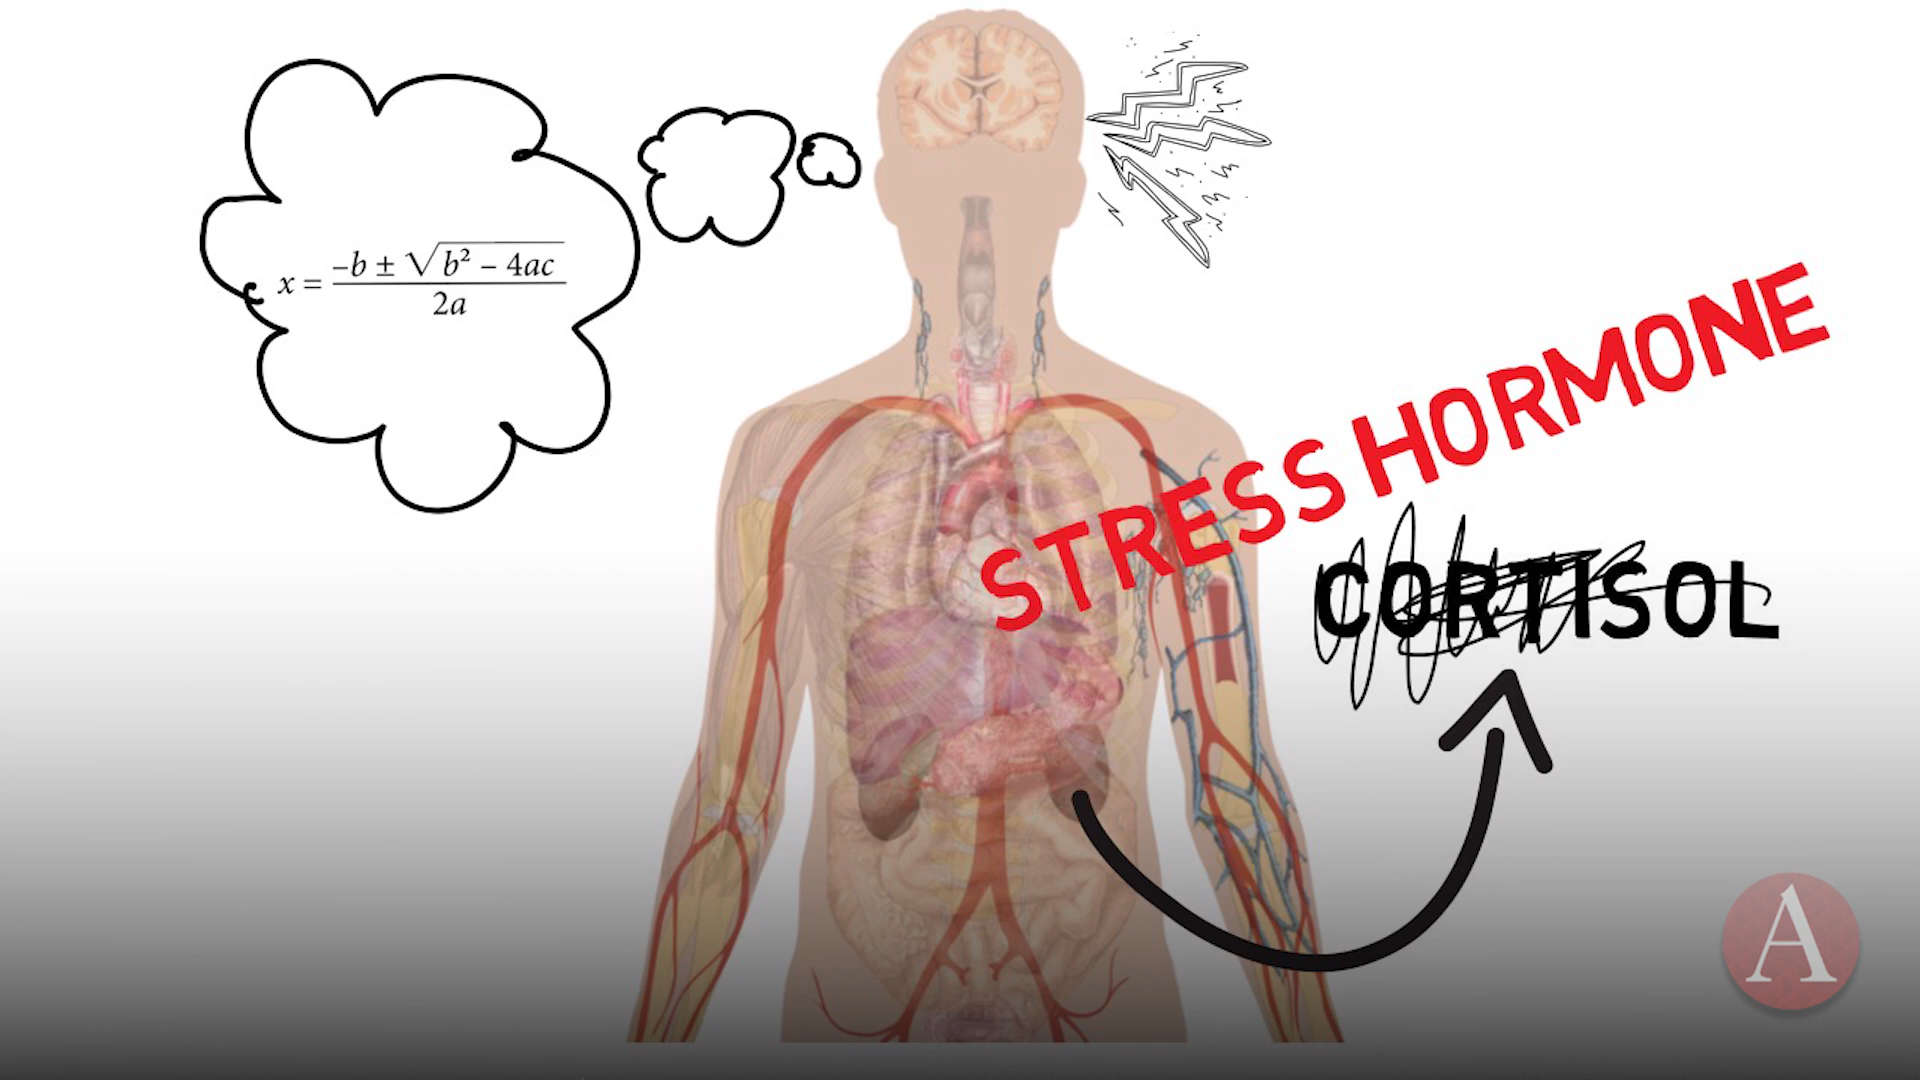 x = −b ± √b² − 4ac / 2a
STRESS HORMONE
CORTISOL
A